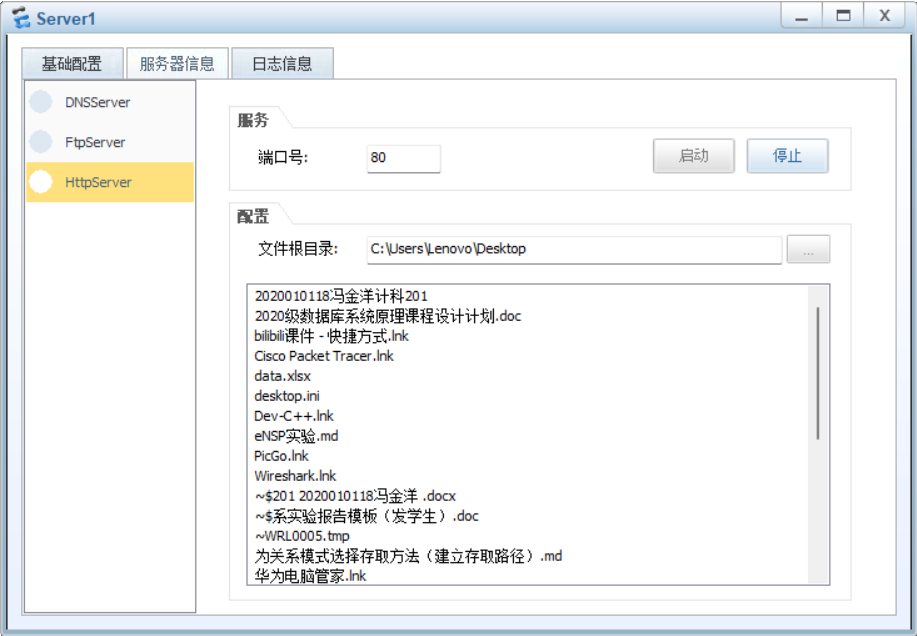 Server1
基础配置 服务器信息 日志信息
DNSServer
FtpServer
HttpServer
服务
端口号: 80 启动 停止
配置
文件根目录: C:\Users\Lenovo\Desktop ...
2020010118冯金洋计科201
2020级数据库系统原理课程设计计划.doc
bilibili课件 - 快捷方式.lnk
Cisco Packet Tracer.lnk
data.xlsx
desktop.ini
Dev-C++.lnk
eNSP实验.md
PicGo.lnk
Wireshark.lnk
~$201 2020010118冯金洋 .docx
~$系实验报告模板（发学生）.doc
~WRL0005.tmp
为关系模式选择存取方法（建立存取路径）.md
华为电脑管家.lnk